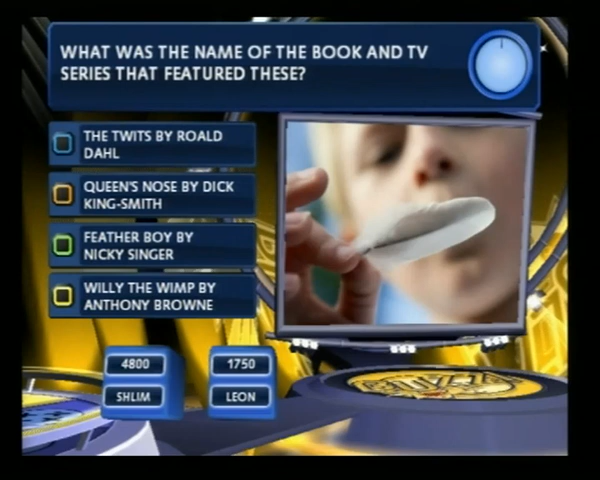 WHAT WAS THE NAME OF THE BOOK AND TV
SERIES THAT FEATURED THESE?
THE TWITS BY ROALD
DAHL
QUEEN'S NOSE BY DICK
KING-SMITH
FEATHER BOY BY
NICKY SINGER
WILLY THE WIMP BY
ANTHONY BROWNE
4800
1750
SHLIM
LEON
BUZZ!